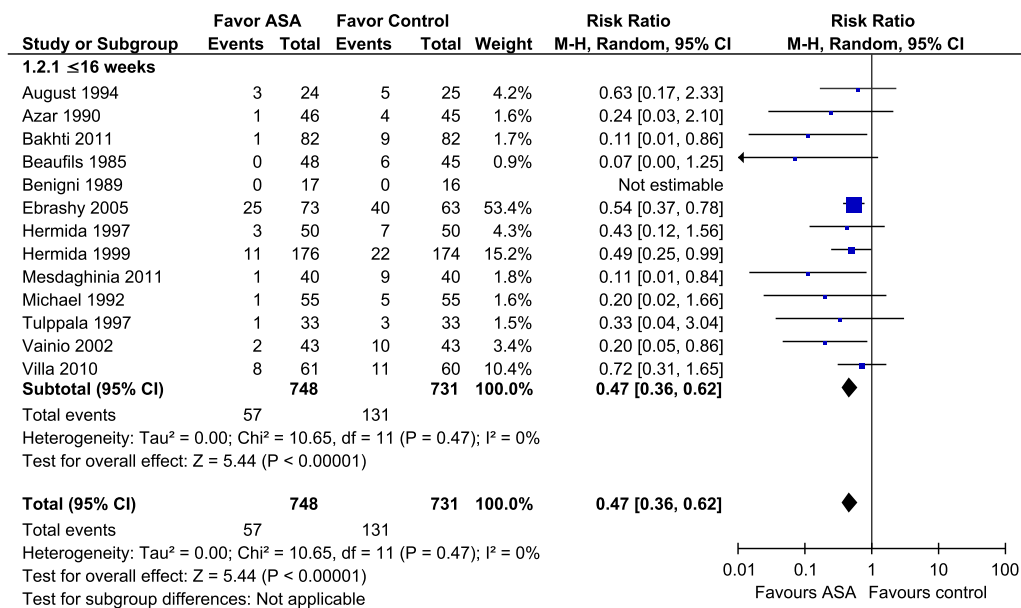 Favor ASA Favor Control Risk Ratio Risk Ratio
Study or Subgroup Events Total Events Total Weight M-H, Random, 95% CI M-H, Random, 95% CI
1.2.1 ≤16 weeks
August 1994 3 24 5 25 4.2% 0.63 [0.17, 2.33]
Azar 1990 1 46 4 45 1.6% 0.24 [0.03, 2.10]
Bakhti 2011 1 82 9 82 1.7% 0.11 [0.01, 0.86]
Beaufils 1985 0 48 6 45 0.9% 0.07 [0.00, 1.25]
Benigni 1989 0 17 0 16 Not estimable
Ebrashy 2005 25 73 40 63 53.4% 0.54 [0.37, 0.78]
Hermida 1997 3 50 7 50 4.3% 0.43 [0.12, 1.56]
Hermida 1999 11 176 22 174 15.2% 0.49 [0.25, 0.99]
Mesdaghinia 2011 1 40 9 40 1.8% 0.11 [0.01, 0.84]
Michael 1992 1 55 5 55 1.6% 0.20 [0.02, 1.66]
Tulppala 1997 1 33 3 33 1.5% 0.33 [0.04, 3.04]
Vainio 2002 2 43 10 43 3.4% 0.20 [0.05, 0.86]
Villa 2010 8 61 11 60 10.4% 0.72 [0.31, 1.65]
Subtotal (95% CI) 748 731 100.0% 0.47 [0.36, 0.62]
Total events 57 131
Heterogeneity: Tau² = 0.00; Chi² = 10.65, df = 11 (P = 0.47); I² = 0%
Test for overall effect: Z = 5.44 (P < 0.00001)
Total (95% CI) 748 731 100.0% 0.47 [0.36, 0.62]
Total events 57 131
Heterogeneity: Tau² = 0.00; Chi² = 10.65, df = 11 (P = 0.47); I² = 0%
Test for overall effect: Z = 5.44 (P < 0.00001)
Test for subgroup differences: Not applicable
0.01 0.1 1 10 100
Favours ASA Favours control